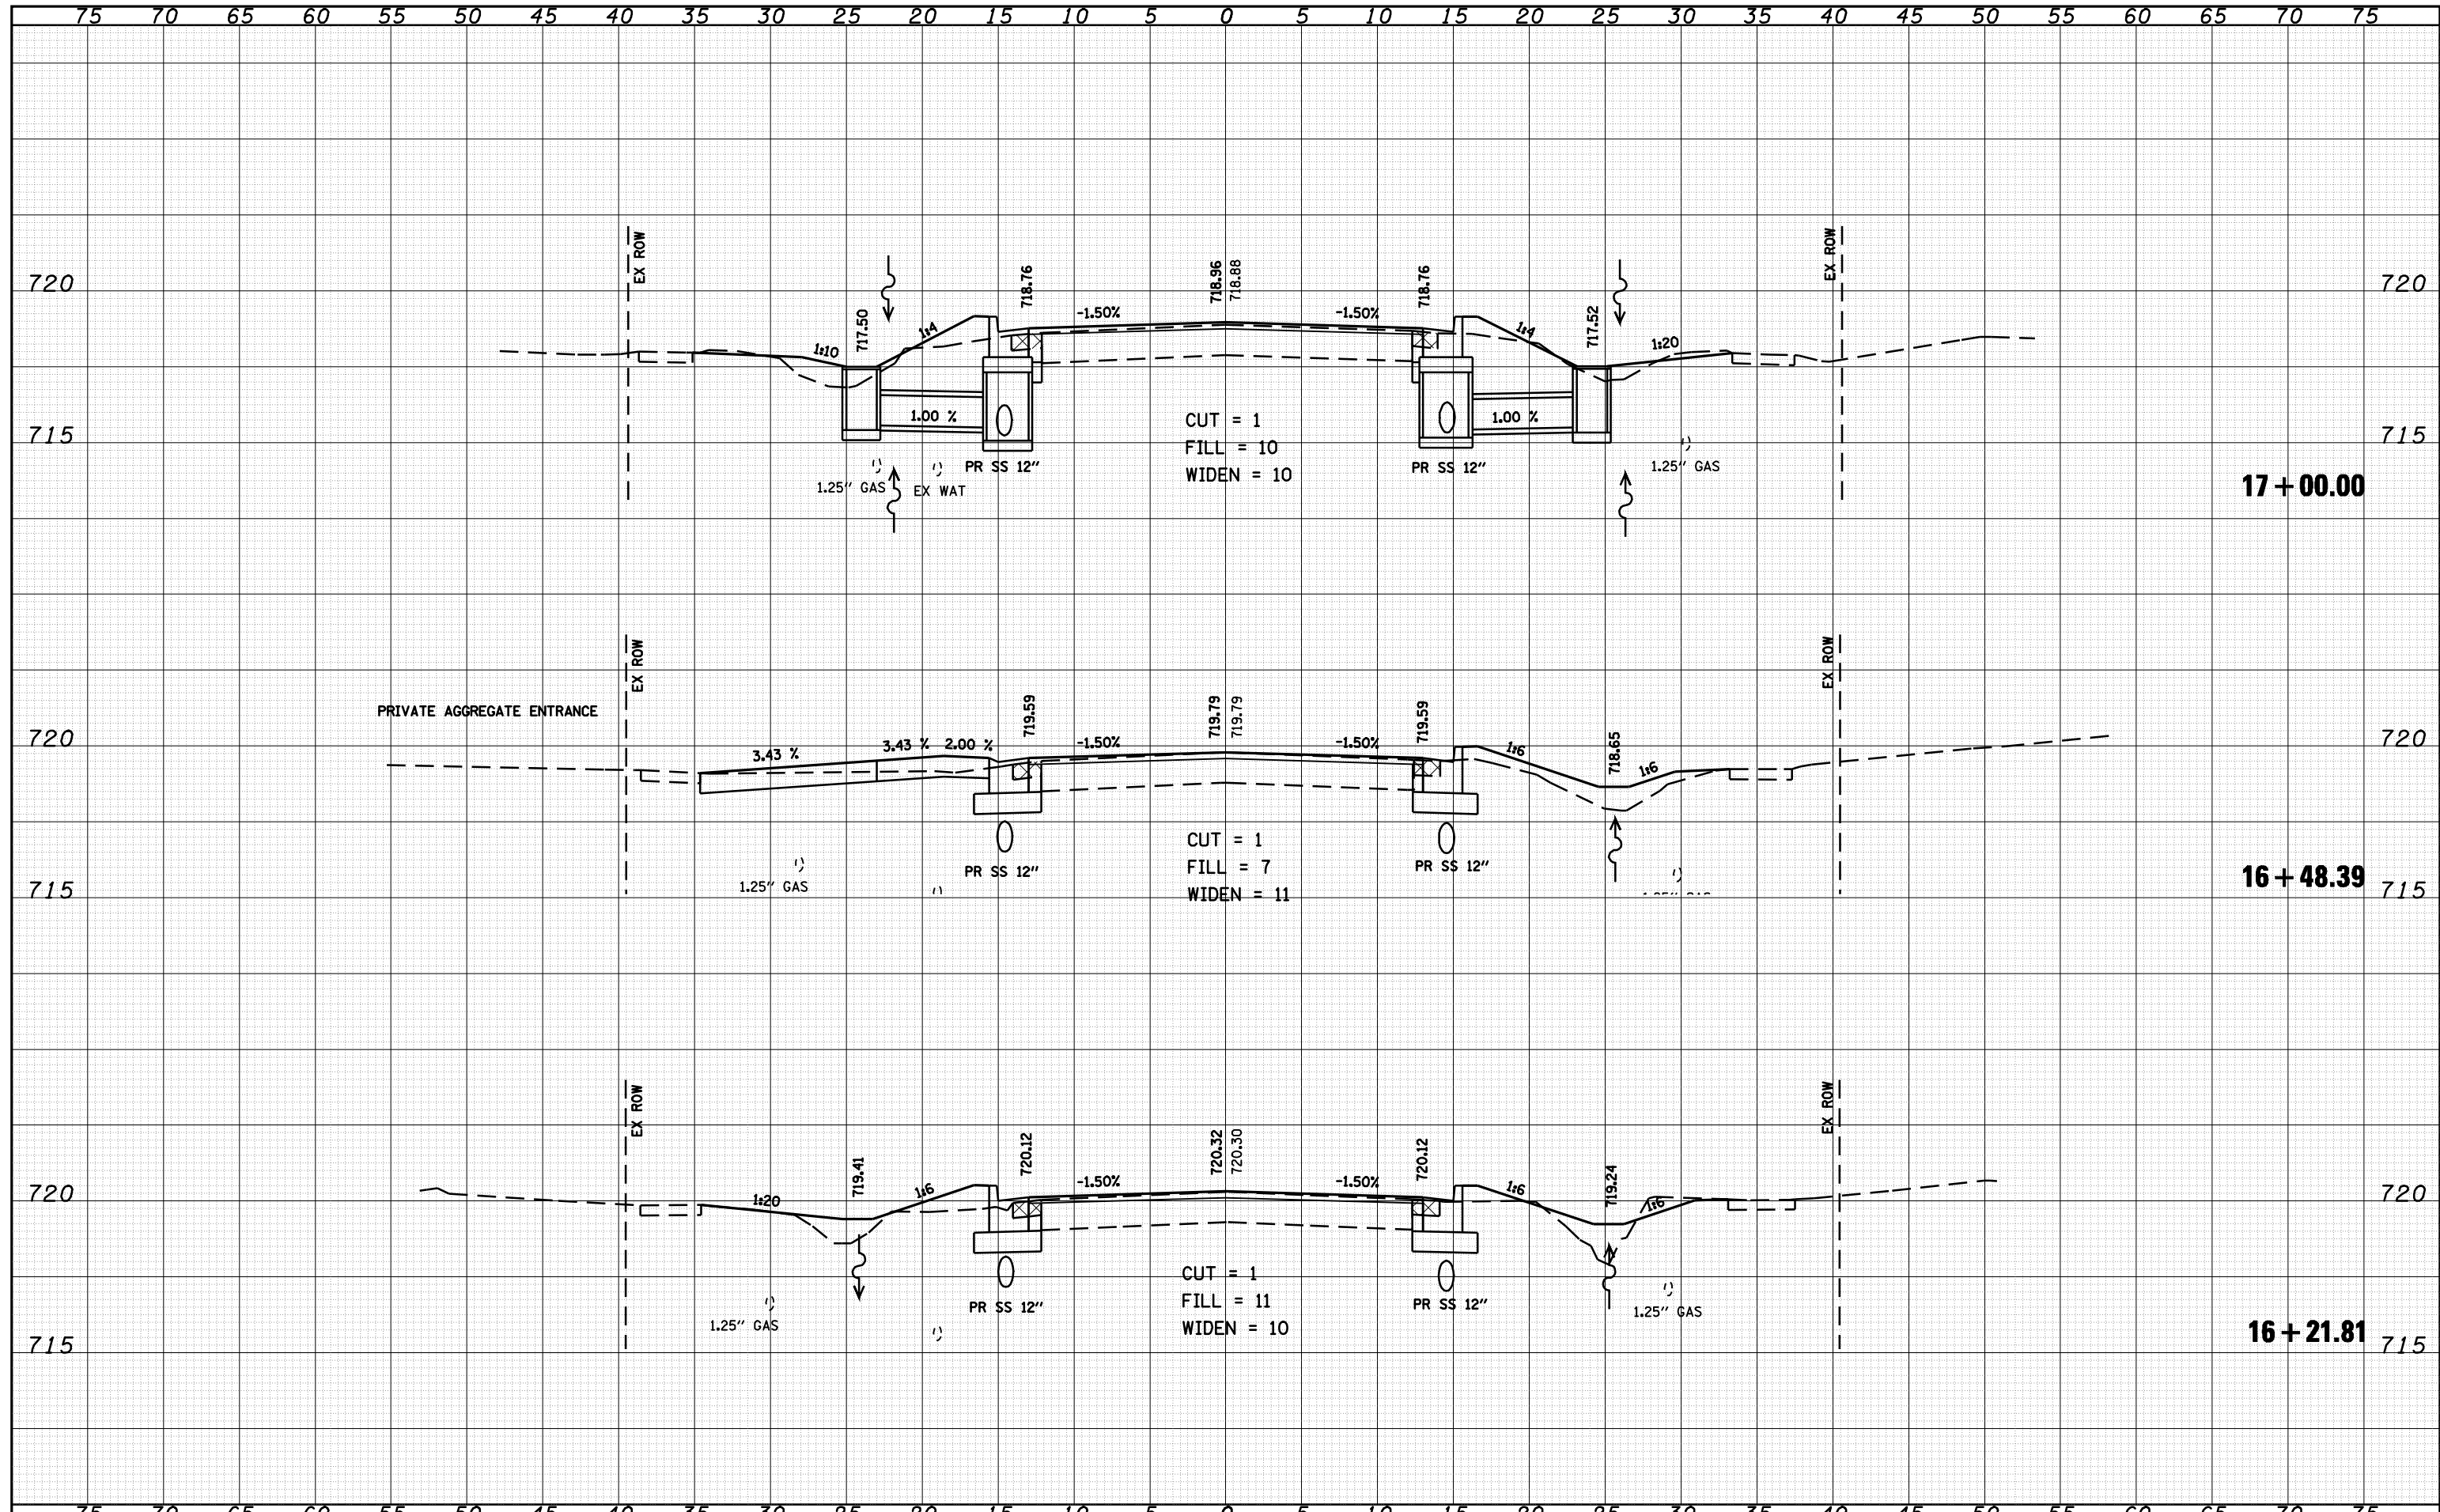 75 70 65 60 55 50 45 40 35 30 25 20 15 10 5 0 5 10 15 20 25 30 35 40 45 50 55 60 65 70 75
EX ROW
EX ROW
720
718.76
718.96
718.88
718.76
720
717.50
-1.50%
-1.50%
717.52
1:10
1:4
1:4
1:20
1.00 %
1.00 %
715
CUT = 1
715
FILL = 10
PR SS 12"
PR SS 12"
1.25" GAS
WIDEN = 10
1.25" GAS
EX WAT
17+00.00
EX ROW
EX ROW
PRIVATE AGGREGATE ENTRANCE
719.59
719.79
719.79
719.59
720
3.43 %
3.43 %
2.00 %
-1.50%
-1.50%
1:6
718.65
1:6
720
CUT = 1
FILL = 7
PR SS 12"
PR SS 12"
1.25" GAS
WIDEN = 11
16+48.39
715
715
EX ROW
EX ROW
719.41
720.12
720.32
720.30
720.12
719.24
720
1:20
1:6
-1.50%
-1.50%
1:6
1:6
720
CUT = 1
FILL = 11
PR SS 12"
PR SS 12"
1.25" GAS
1.25" GAS
WIDEN = 10
16+21.81
715
715
75 70 65 60 55 50 45 40 35 30 25 20 15 10 5 0 5 10 15 20 25 30 35 40 45 50 55 60 65 70 75